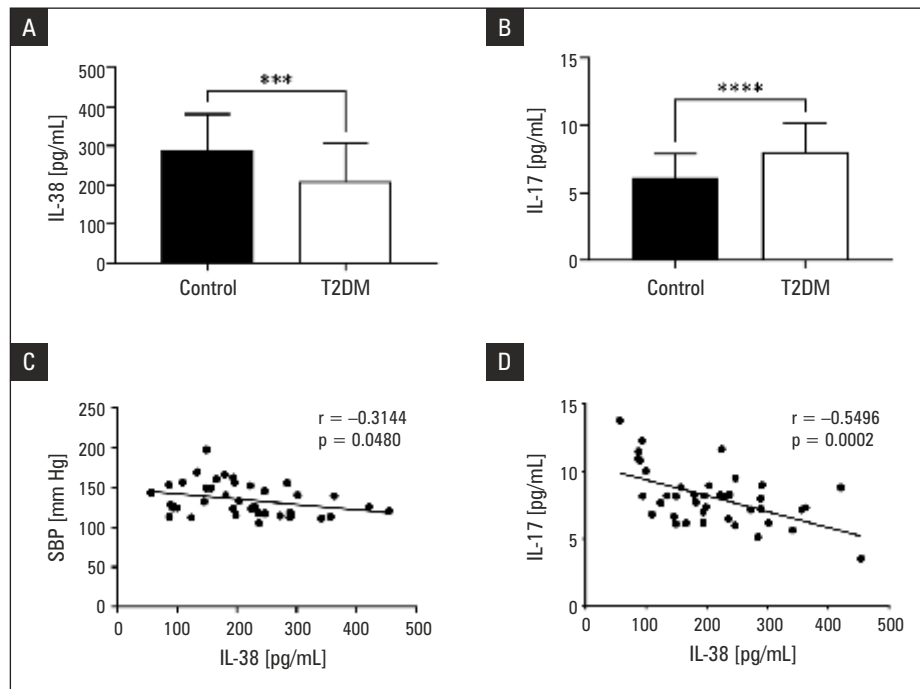 A
500
400
300
200
100
0
IL-38 [pg/mL]
***
Control
T2DM
B
15
10
5
0
IL-17 [pg/mL]
****
Control
T2DM
C
250
200
150
100
50
0
SBP [mm Hg]
r = –0.3144
p = 0.0480
0 100 200 300 400 500
IL-38 [pg/mL]
D
15
10
5
0
IL-17 [pg/mL]
r = –0.5496
p = 0.0002
0 100 200 300 400 500
IL-38 [pg/mL]